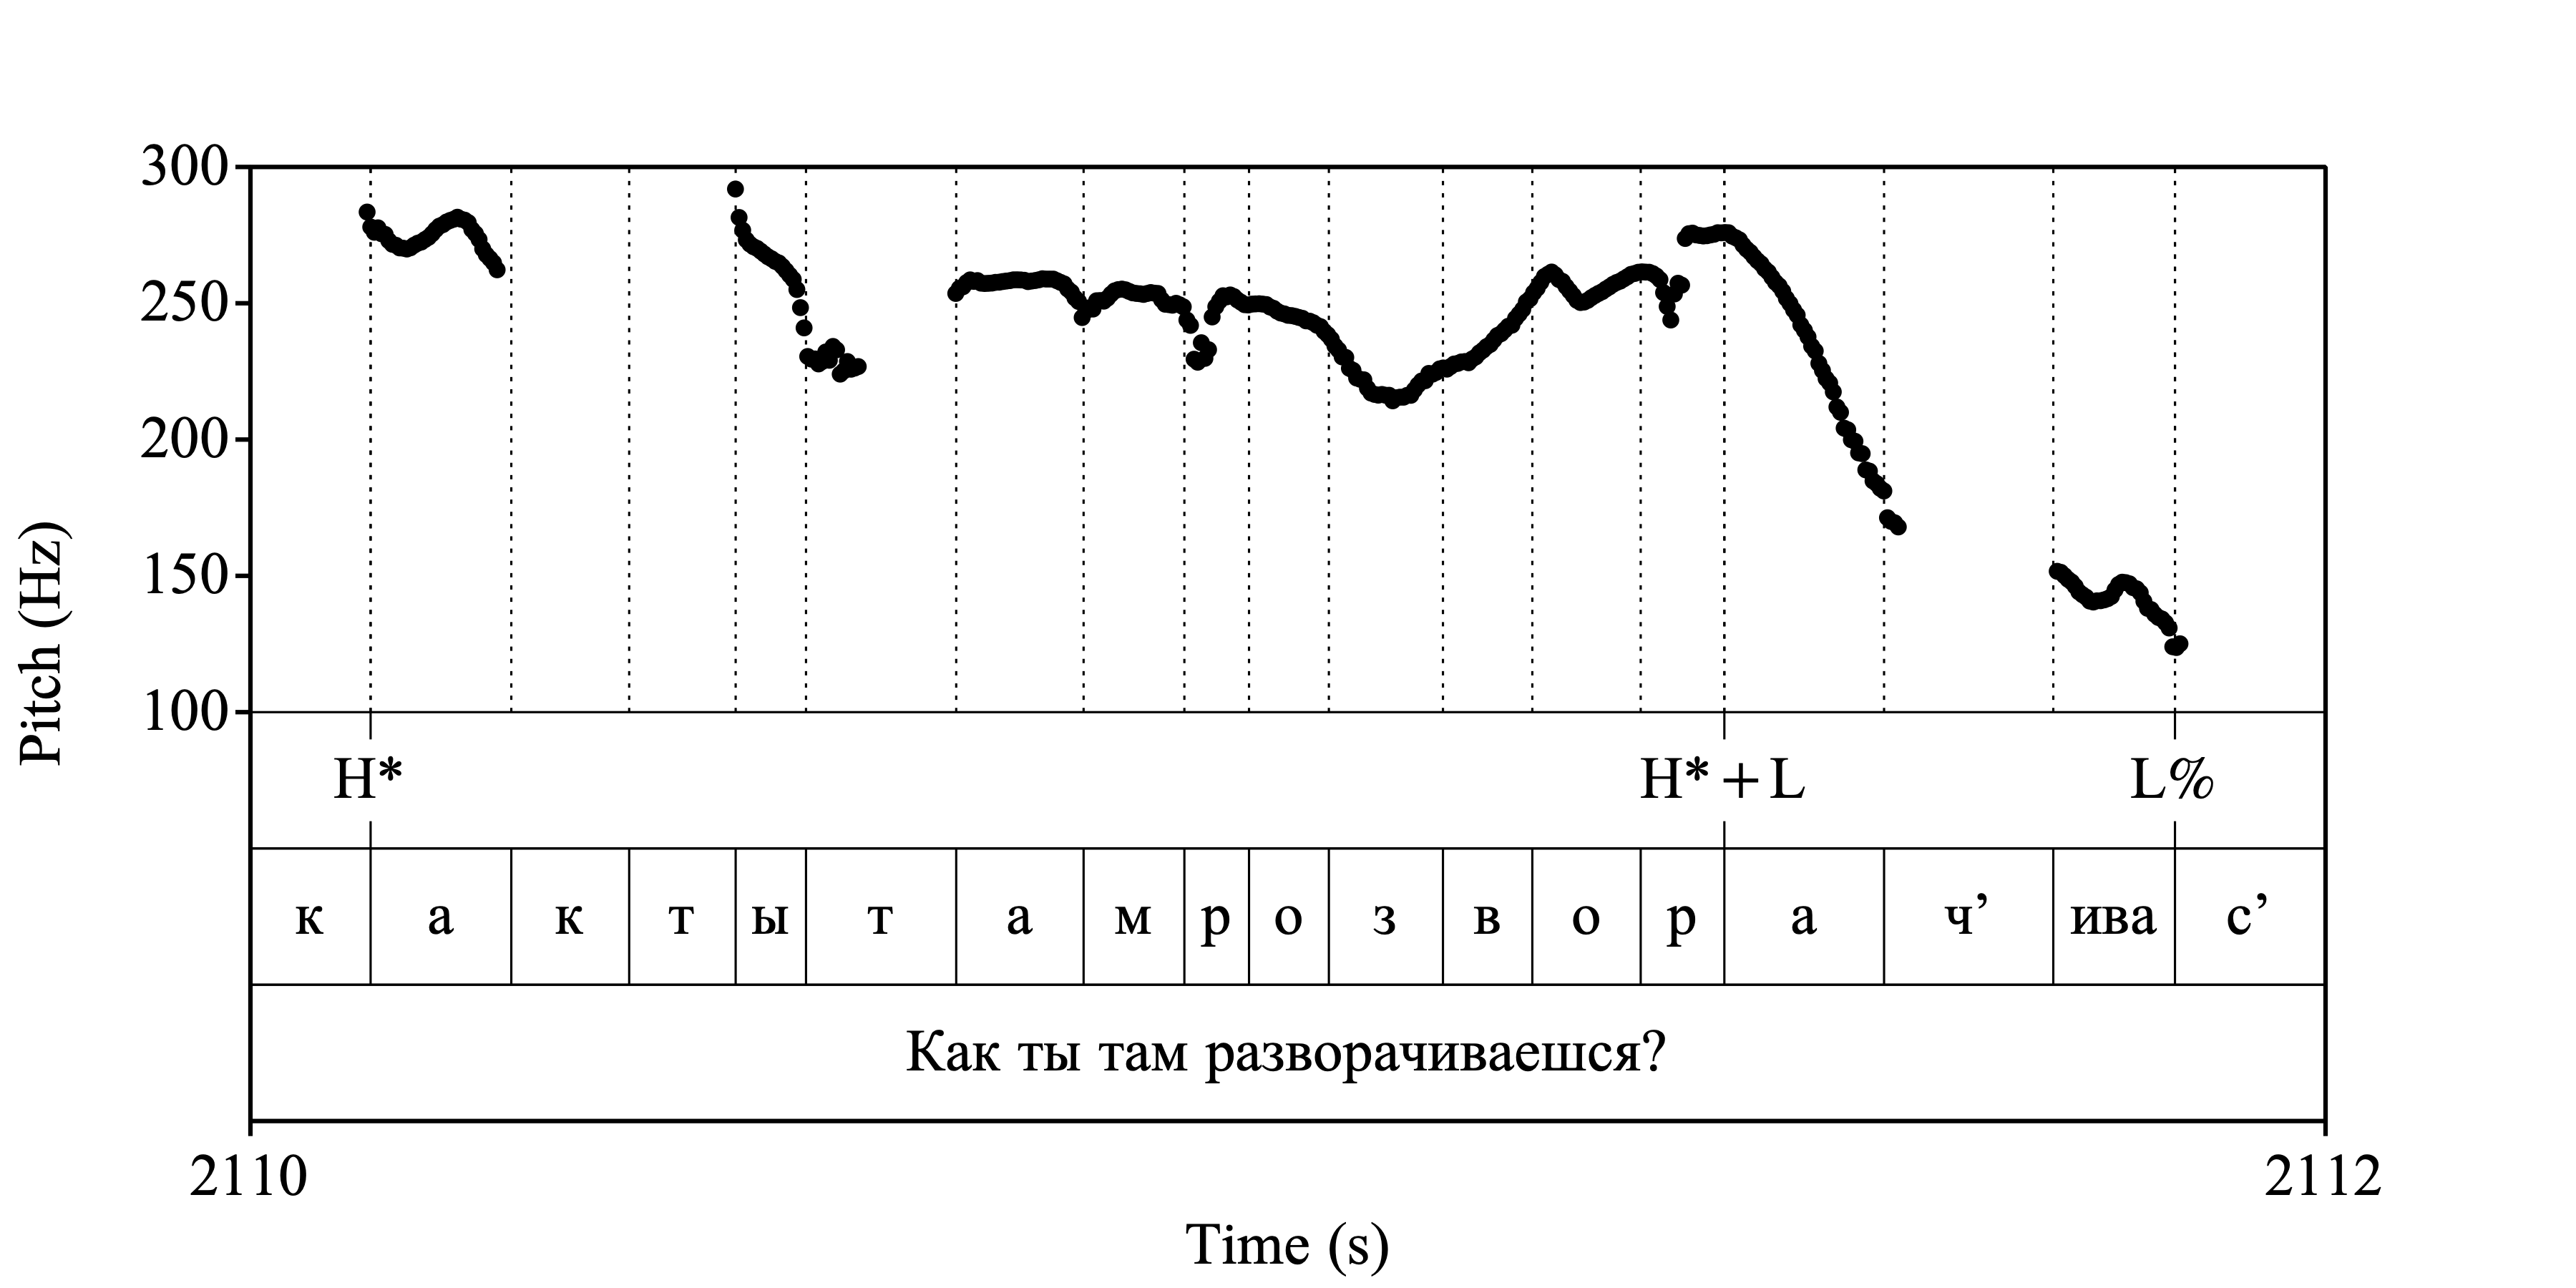 300
250
200
150
100
Pitch (Hz)
H* H* + L L%
к а к т ы т а м р о з в о р а ч’ ива с’
Как ты там разворачиваешся?
2110 2112
Time (s)